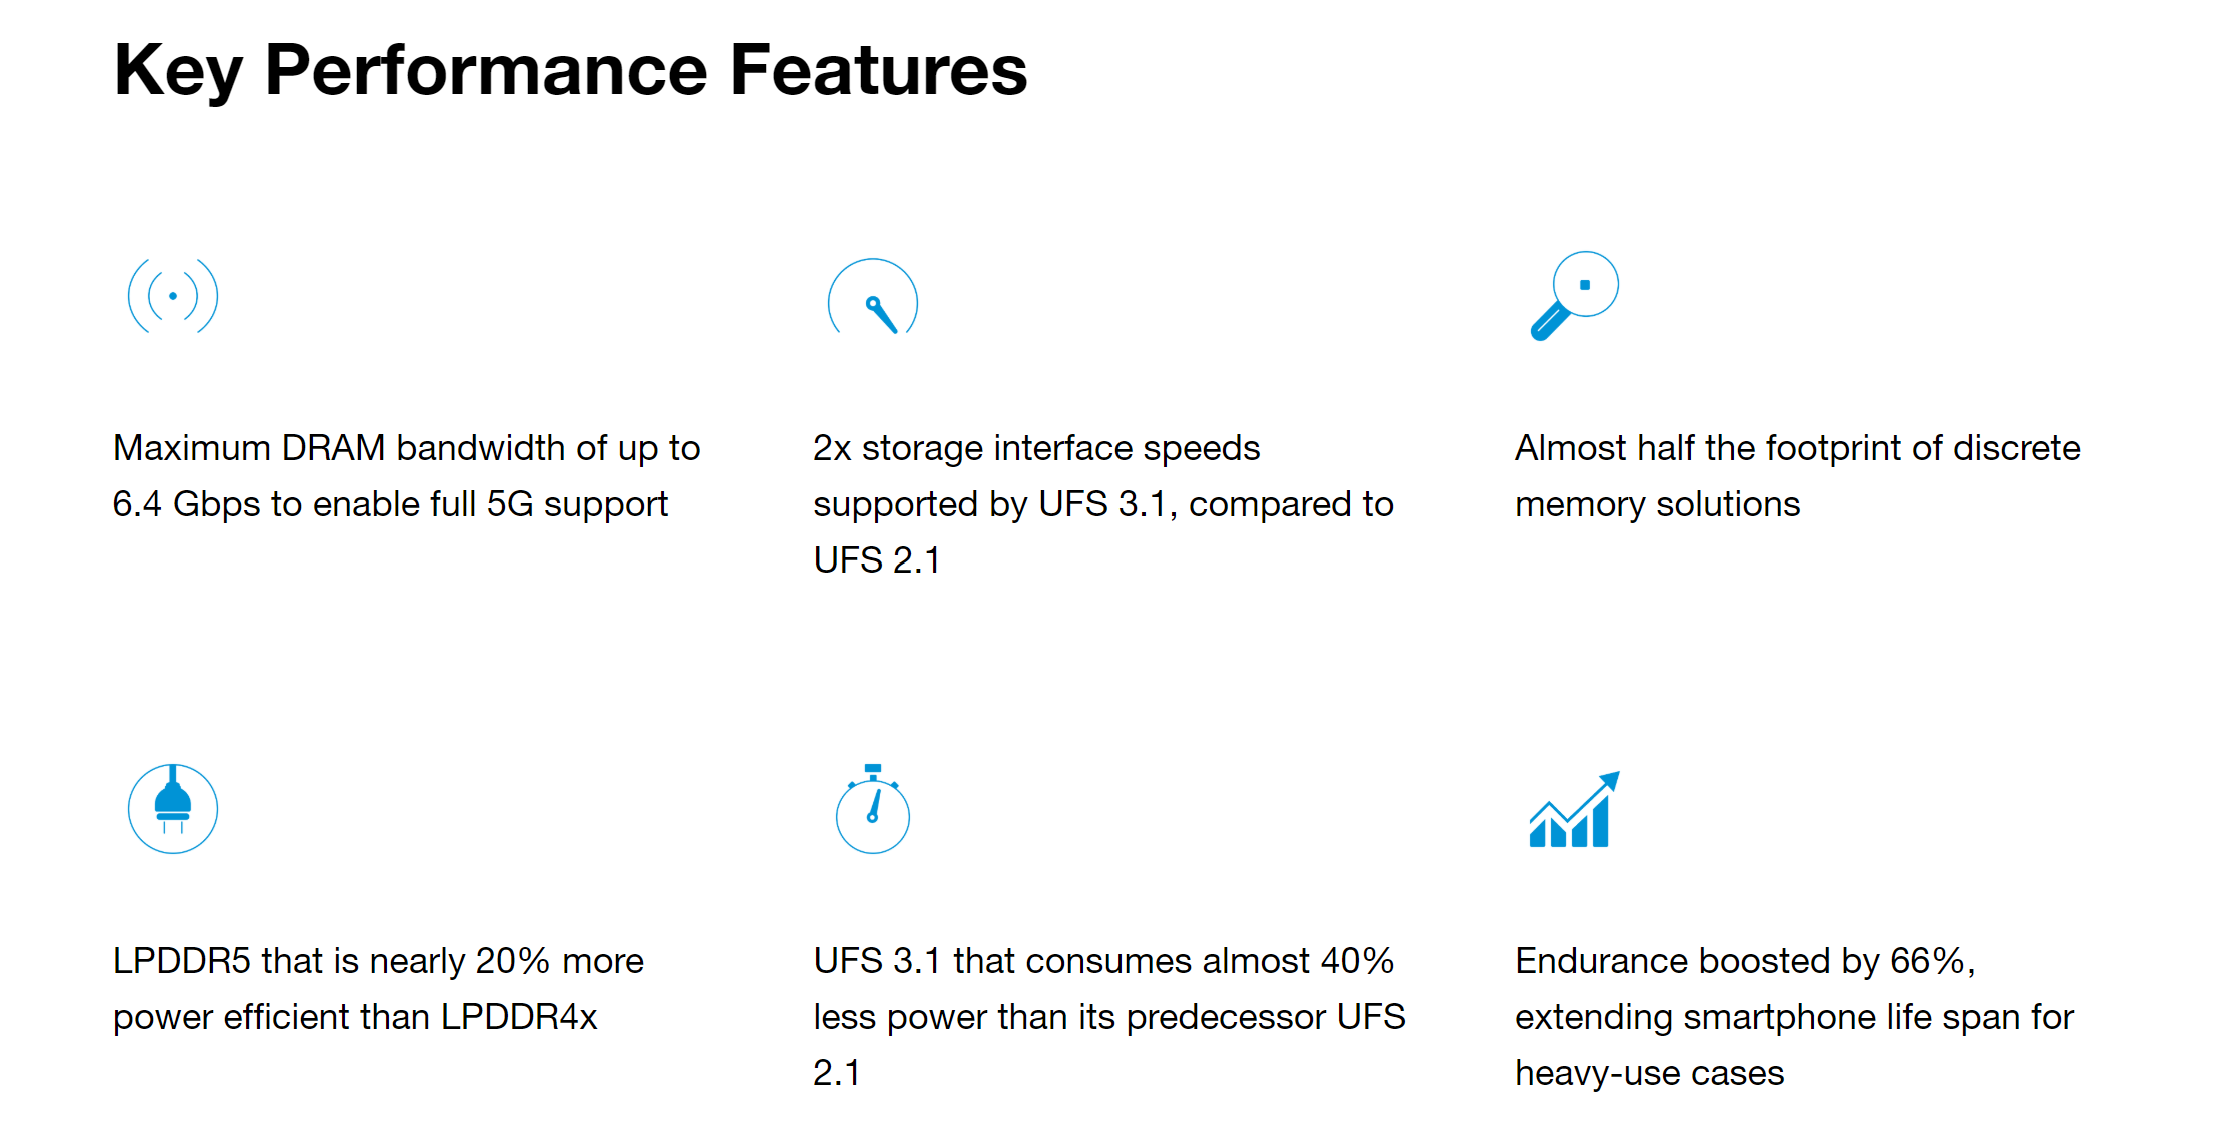 Key Performance Features
Maximum DRAM bandwidth of up to
6.4 Gbps to enable full 5G support
2x storage interface speeds
supported by UFS 3.1, compared to
UFS 2.1
Almost half the footprint of discrete
memory solutions
LPDDR5 that is nearly 20% more
power efficient than LPDDR4x
UFS 3.1 that consumes almost 40%
less power than its predecessor UFS
2.1
Endurance boosted by 66%,
extending smartphone life span for
heavy-use cases